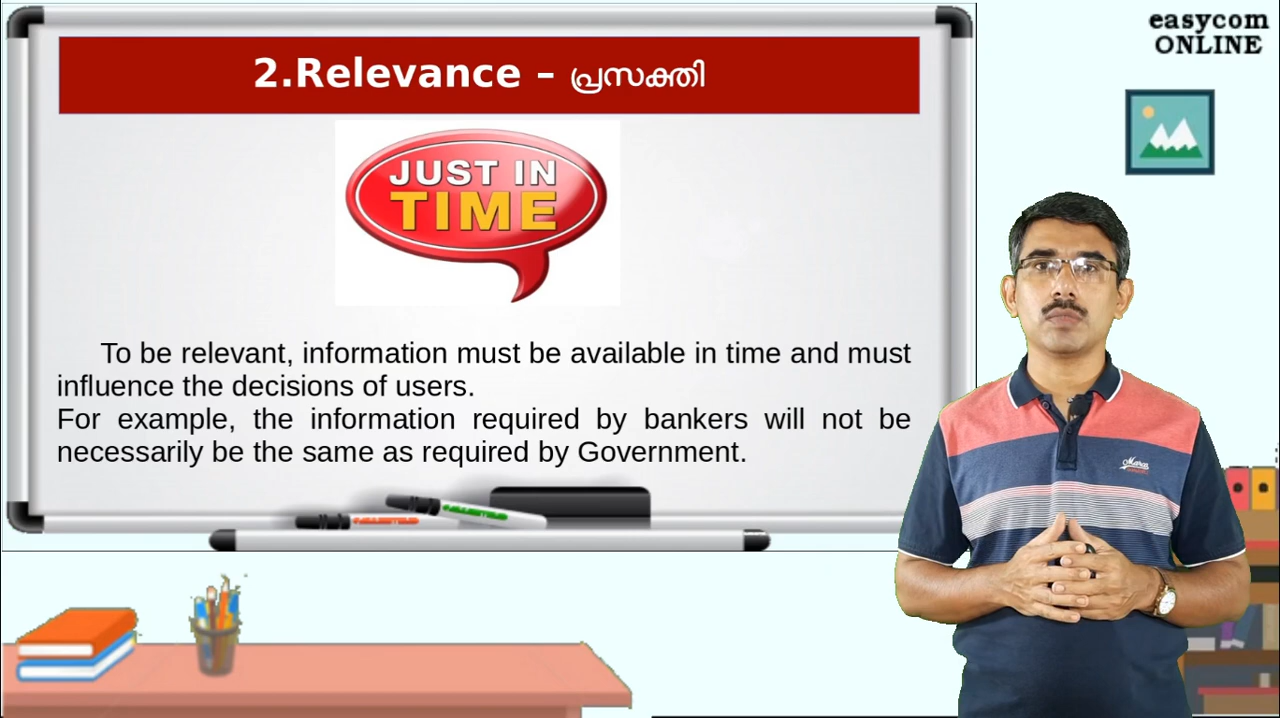 easycom
ONLINE
2.Relevance – പ്രസക്തി
JUST IN
TIME
To be relevant, information must be available in time and must
influence the decisions of users.
For example, the information required by bankers will not be
necessarily be the same as required by Government.